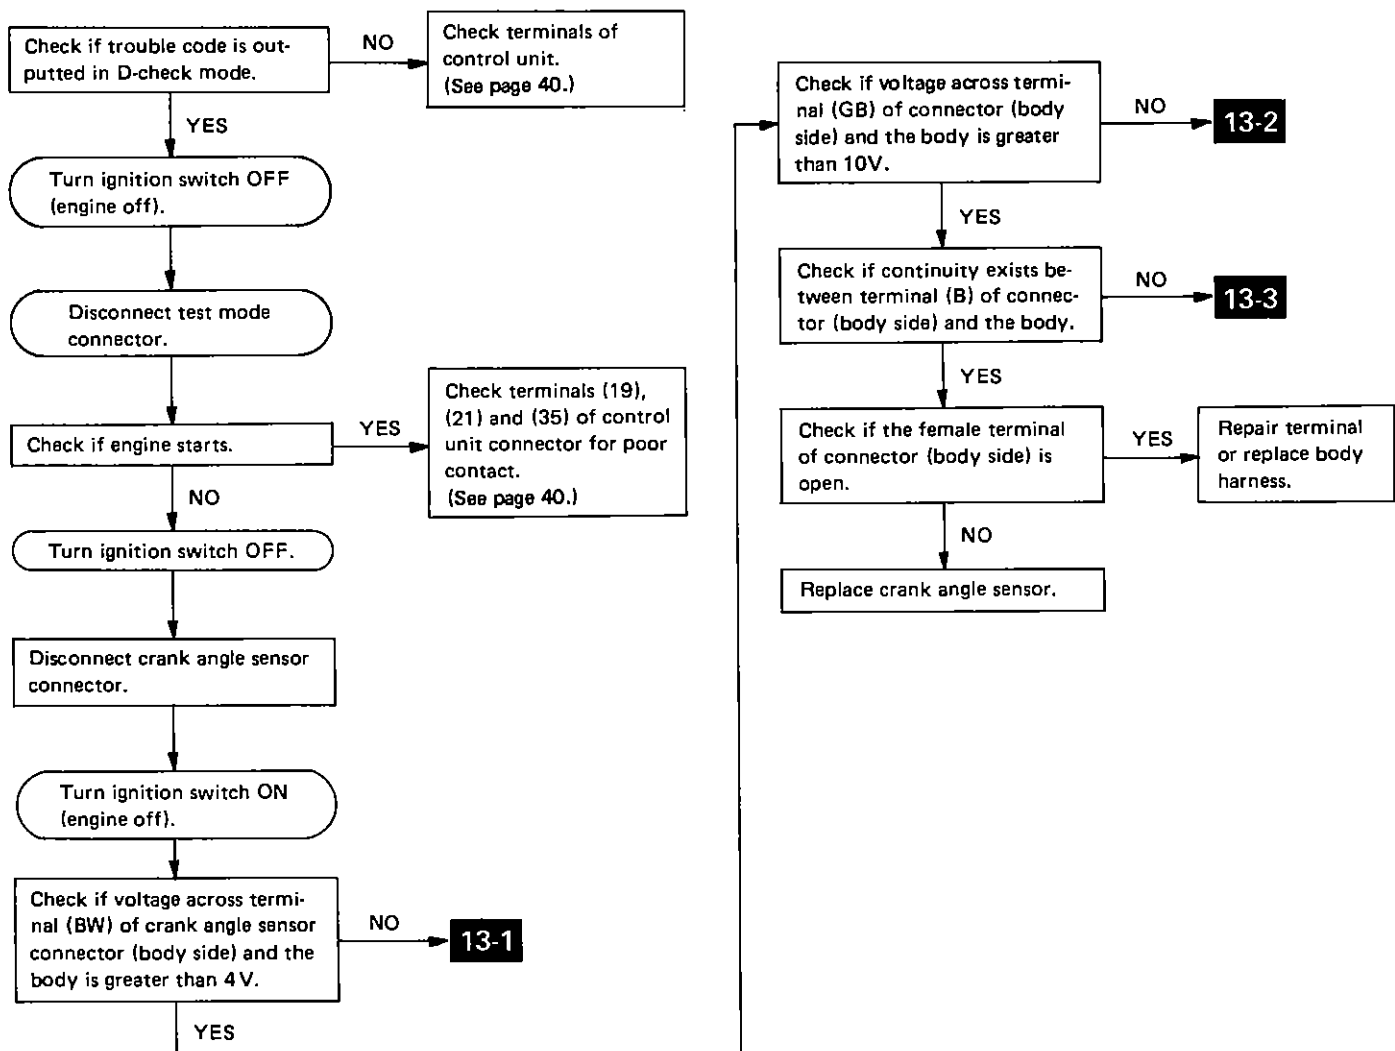 Check if trouble code is out-
putted in D-check mode.
NO
Check terminals of
control unit.
(See page 40.)
YES
Turn ignition switch OFF
(engine off).
Disconnect test mode
connector.
Check if engine starts.
YES
Check terminals (19),
(21) and (35) of control
unit connector for poor
contact.
(See page 40.)
NO
Turn ignition switch OFF.
Disconnect crank angle sensor
connector.
Turn ignition switch ON
(engine off).
Check if voltage across termi-
nal (BW) of crank angle sensor
connector (body side) and the
body is greater than 4V.
NO
13-1
YES
Check if voltage across termi-
nal (GB) of connector (body
side) and the body is greater
than 10V.
NO
13-2
YES
Check if continuity exists be-
tween terminal (B) of connec-
tor (body side) and the body.
NO
13-3
YES
Check if the female terminal
of connector (body side) is
open.
YES
Repair terminal
or replace body
harness.
NO
Replace crank angle sensor.